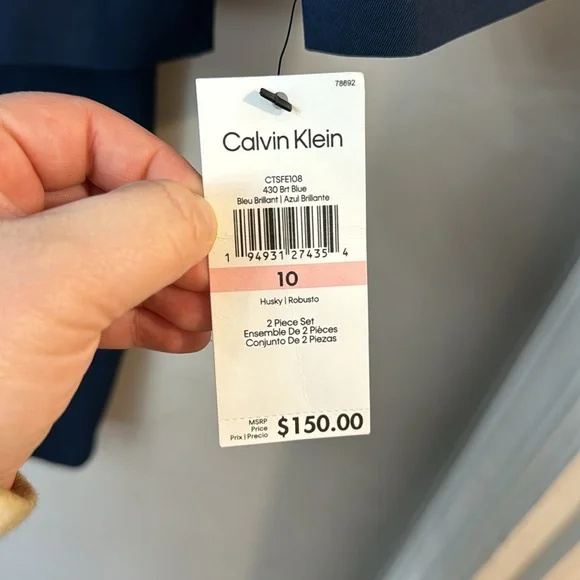 78692
Calvin Klein
CTSFE108
430 Brt Blue
Bleu Brillant | Azul Brillante
1 94931 27435 4
10
Husky | Robusto
2 Piece Set
Ensemble De 2 Pièces
Conjunto De 2 Piezas
MSRP
Price
Prix | Precio
$150.00